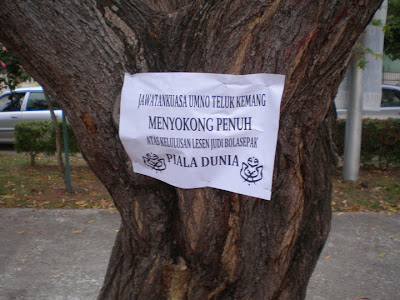 JAWATANKUASA UMNO TELUK KEMANG
MENYOKONG PENUH
ATAS KELULUSAN LESEN JUDI BOLASEPAK
PIALA DUNIA